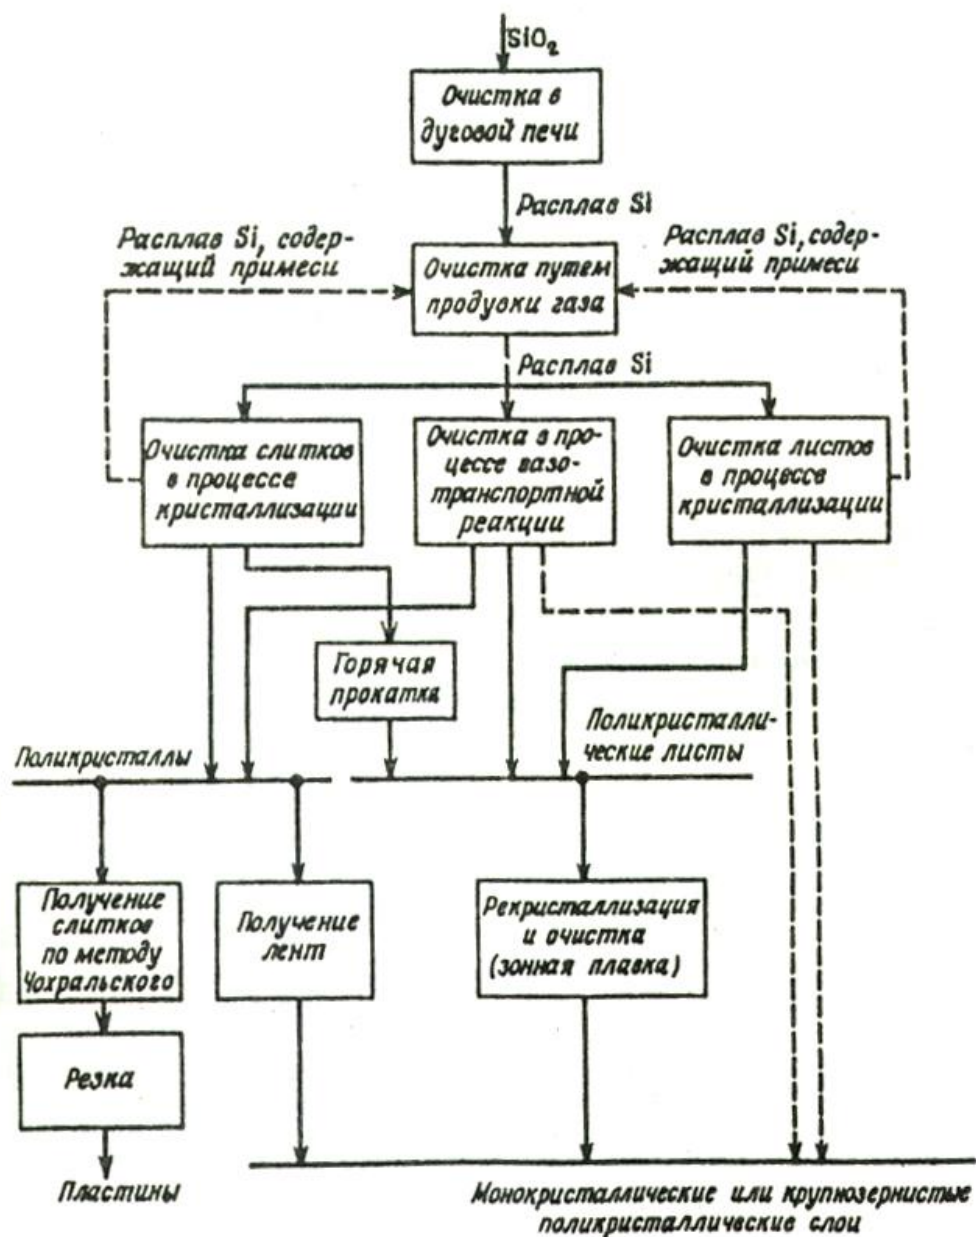 SiO₂
Очистка в
дуговой печи
Расплав Si
Расплав Si, содер-
жащий примеси
Расплав Si, содер-
жащий примеси
Очистка путем
продувки газа
Расплав Si
Очистка слитков
в процессе
кристаллизации
Очистка в про-
цессе вазо-
транспортной
реакции
Очистка листов
в процессе
кристаллизации
Горячая
прокатка
Поликристаллы
Поликристалли-
ческие листы
Получение
слитков
по методу
Чохральского
Получение
лент
Рекристаллизация
и очистка
(зонная плавка)
Резка
Пластины
Монокристаллические или крупнозернистые
поликристаллические слои